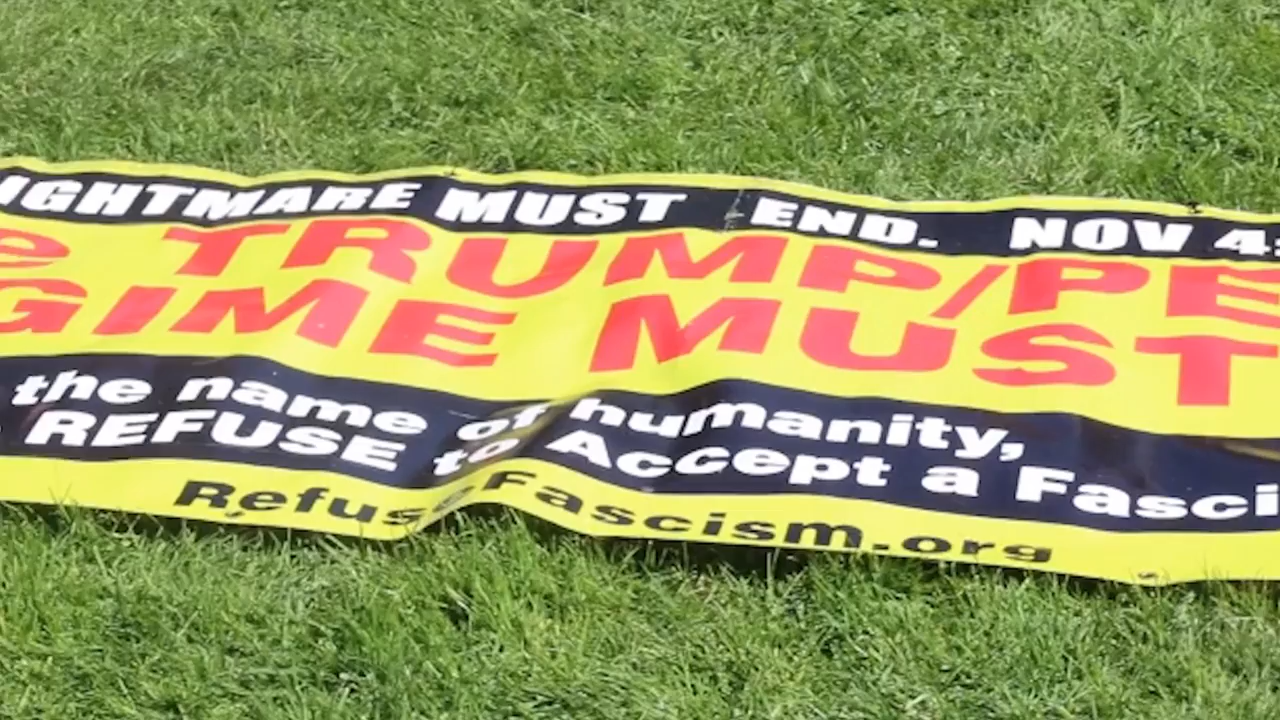 IGHTMARE MUST END. NOV 4:
e TRUMP/PE
GIME MUST
the name of humanity,
REFUSE to Accept a Fasci
RefuseFascism.org